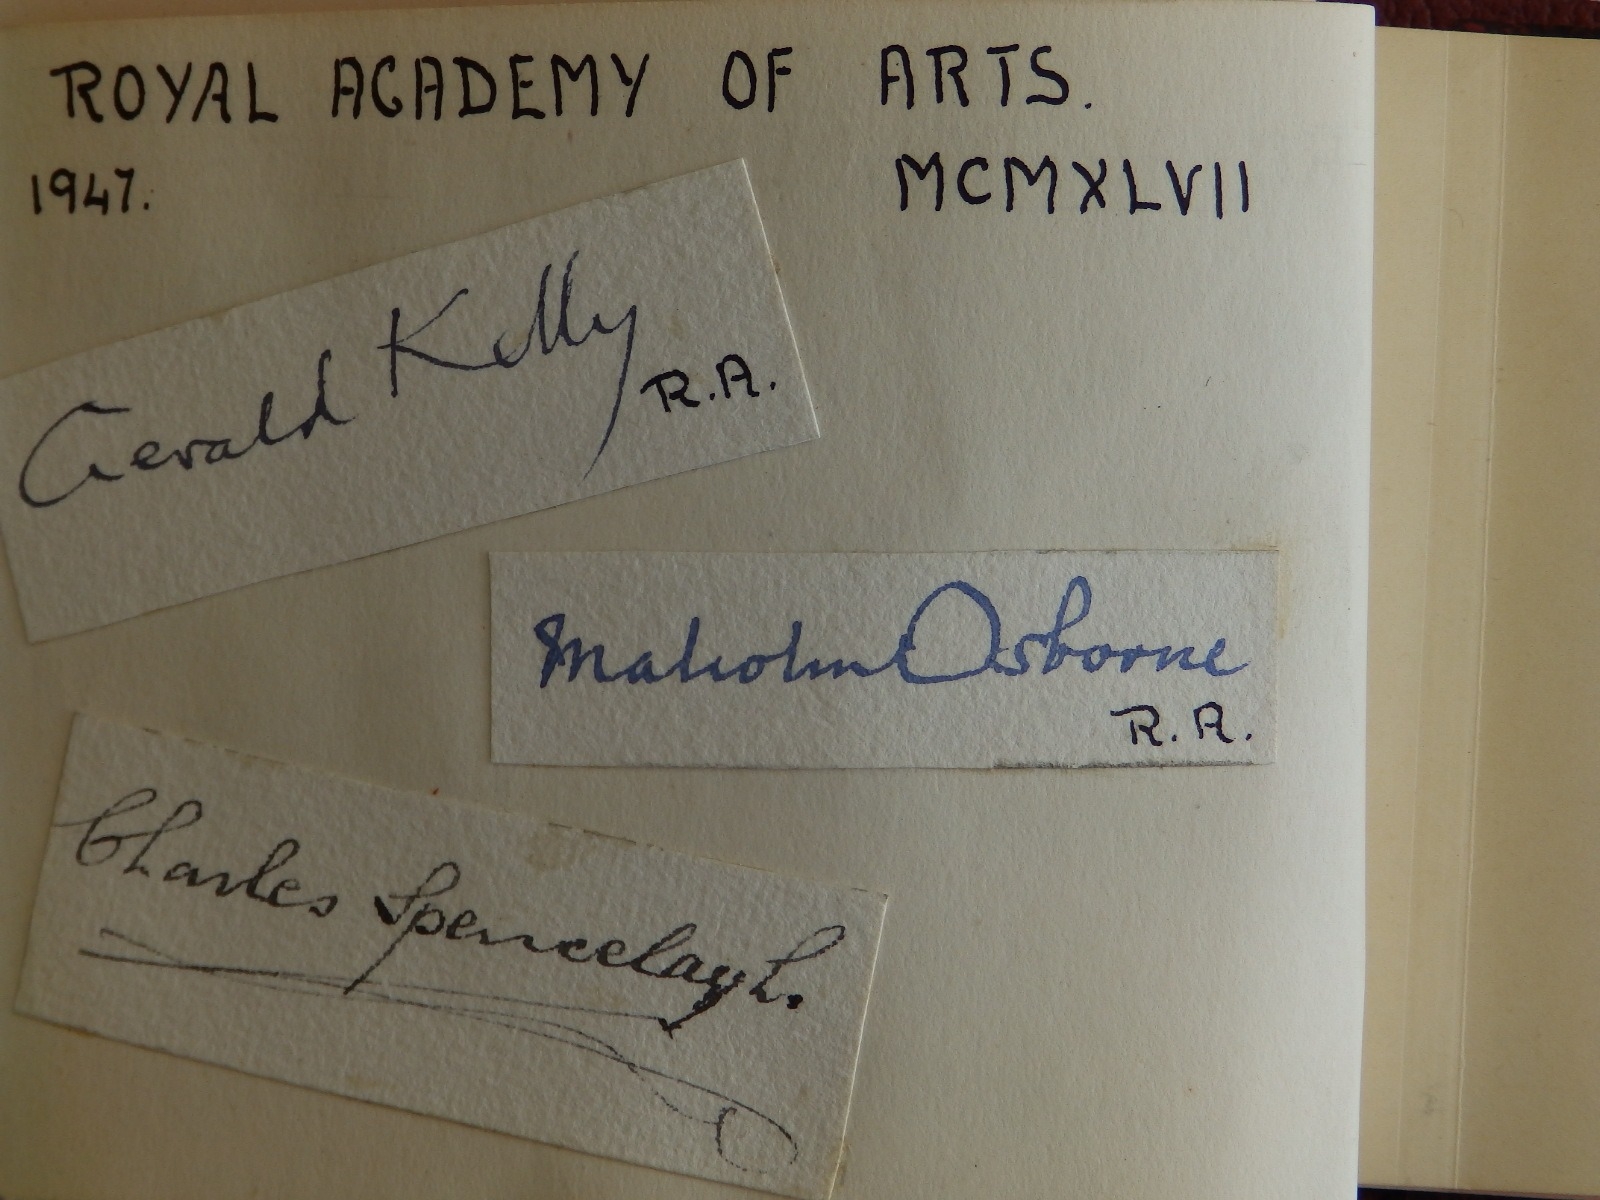 ROYAL ACADEMY OF ARTS.
1947. MCMXLVII
Gerald Kelly
R.A.
Malcolm Osborne
R.A.
Charles Spencelayh.